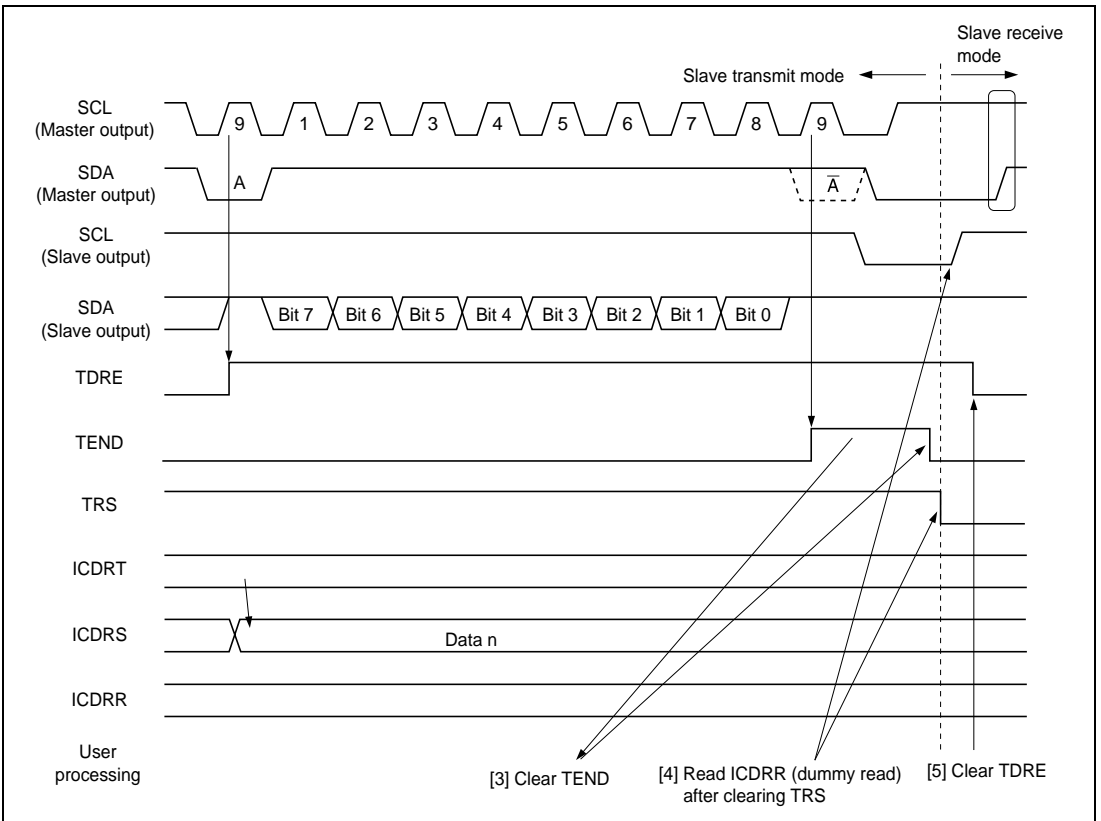 Slave receive
mode
Slave transmit mode
SCL
(Master output)
9 1 2 3 4 5 6 7 8 9
SDA
(Master output)
A A̅
SCL
(Slave output)
SDA
(Slave output)
Bit 7 Bit 6 Bit 5 Bit 4 Bit 3 Bit 2 Bit 1 Bit 0
TDRE
TEND
TRS
ICDRT
ICDRS
Data n
ICDRR
User
processing
[3] Clear TEND
[4] Read ICDRR (dummy read)
after clearing TRS
[5] Clear TDRE